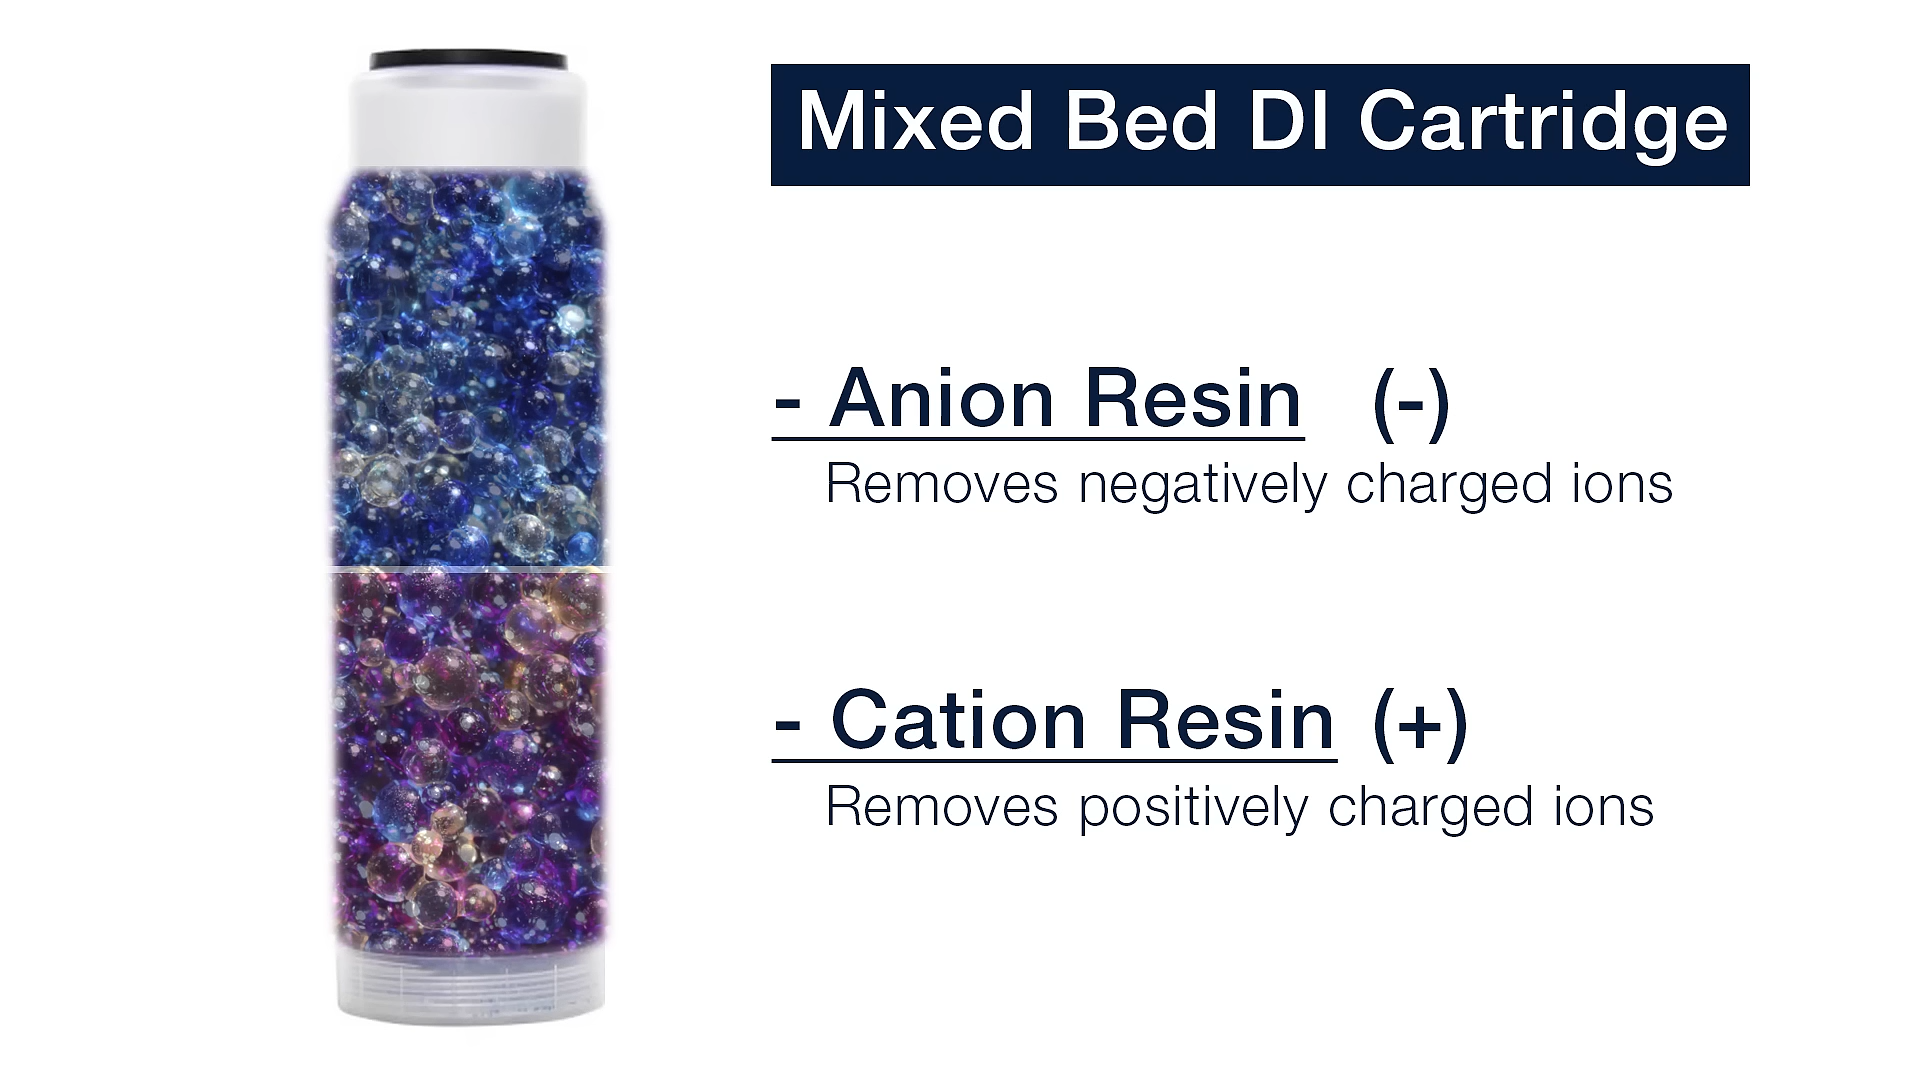 Mixed Bed DI Cartridge
- Anion Resin (-)
Removes negatively charged ions
- Cation Resin (+)
Removes positively charged ions